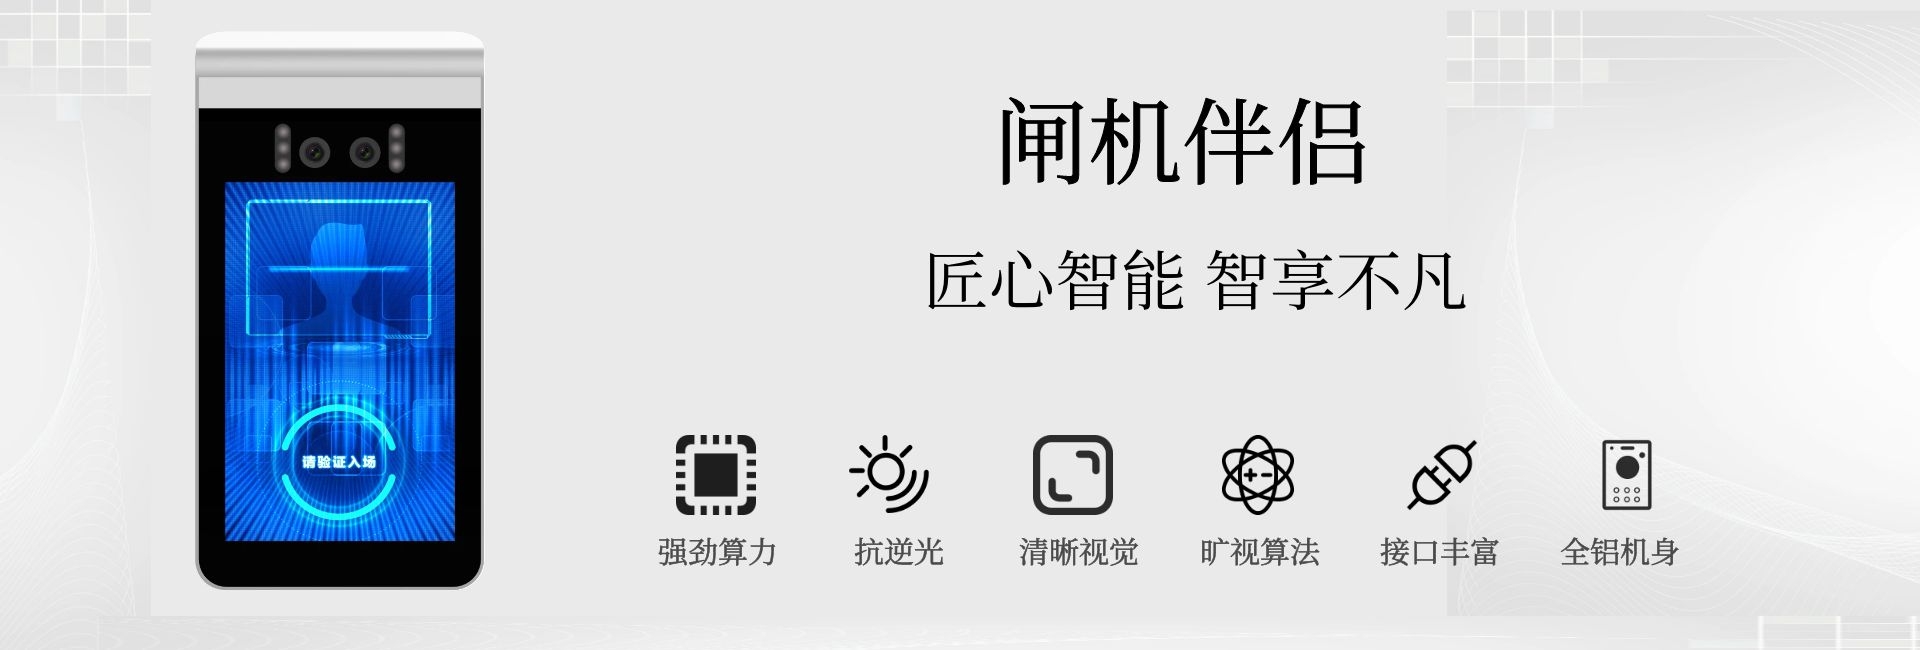 闸机伴侣
匠心智能 智享不凡
请验证入场
强劲算力 抗逆光 清晰视觉 旷视算法 接口丰富 全铝机身